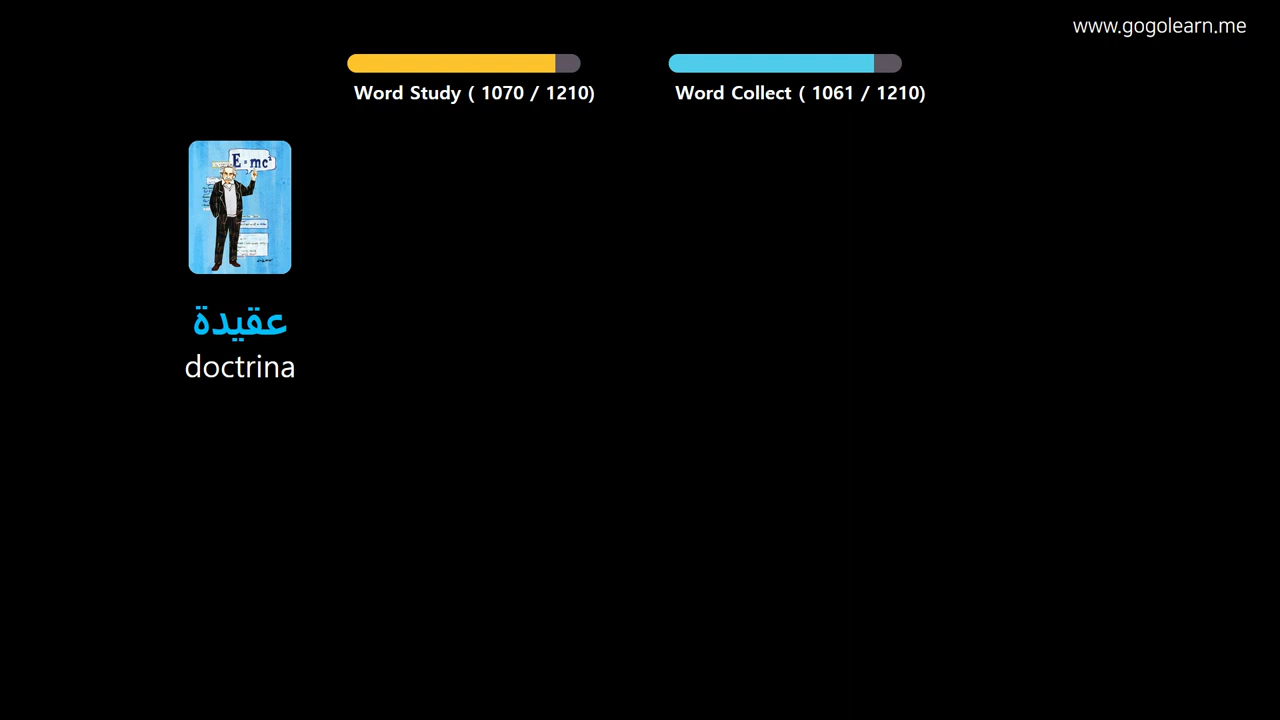 www.gogolearn.me
Word Study ( 1070 / 1210)
Word Collect ( 1061 / 1210)
E=mc²
عقيدة
doctrina